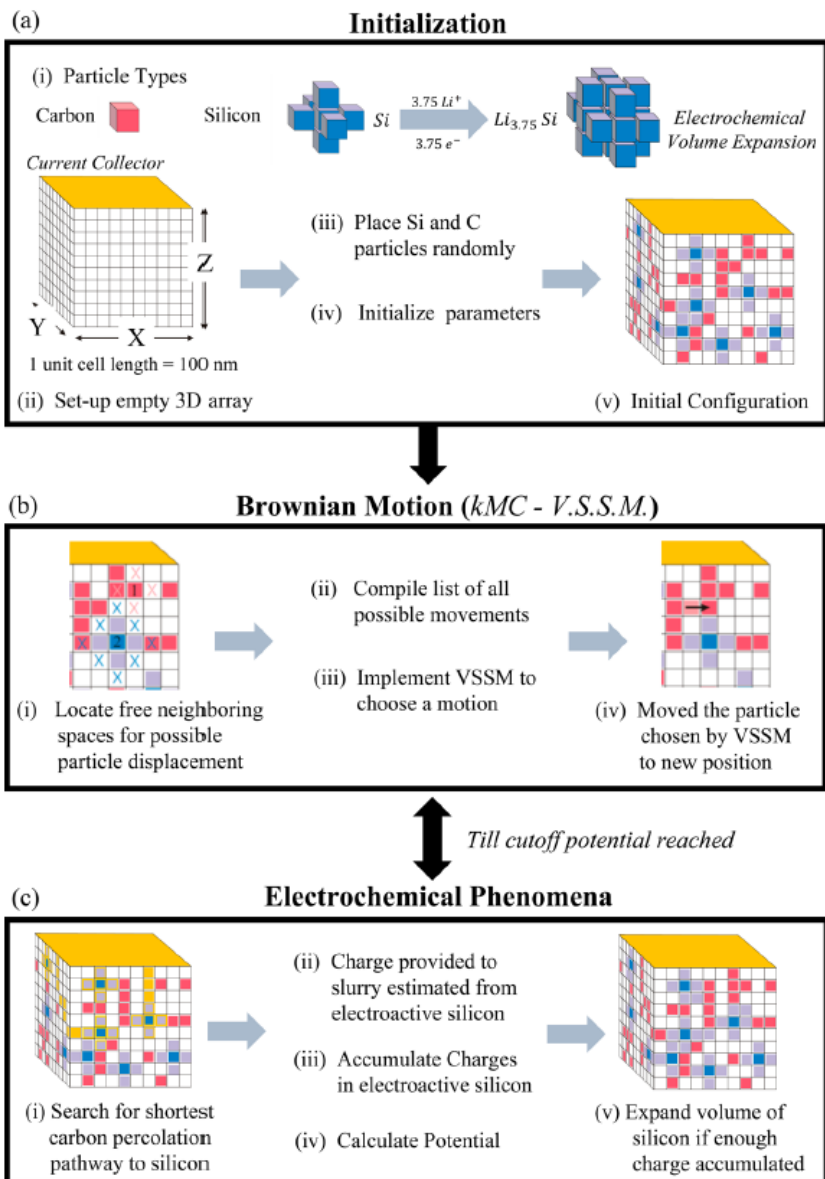 (a)
Initialization
(i) Particle Types
Carbon
Silicon
Si
3.75 Li⁺
3.75 e⁻
Li₃.₇₅ Si
Electrochemical
Volume Expansion
Current Collector
Z
Y
X
1 unit cell length = 100 nm
(ii) Set-up empty 3D array
(iii) Place Si and C
particles randomly
(iv) Initialize parameters
(v) Initial Configuration
(b)
Brownian Motion (kMC - V.S.S.M.)
1
2
(i) Locate free neighboring
spaces for possible
particle displacement
(ii) Compile list of all
possible movements
(iii) Implement VSSM to
choose a motion
(iv) Moved the particle
chosen by VSSM
to new position
Till cutoff potential reached
(c)
Electrochemical Phenomena
(i) Search for shortest
carbon percolation
pathway to silicon
(ii) Charge provided to
slurry estimated from
electroactive silicon
(iii) Accumulate Charges
in electroactive silicon
(iv) Calculate Potential
(v) Expand volume of
silicon if enough
charge accumulated